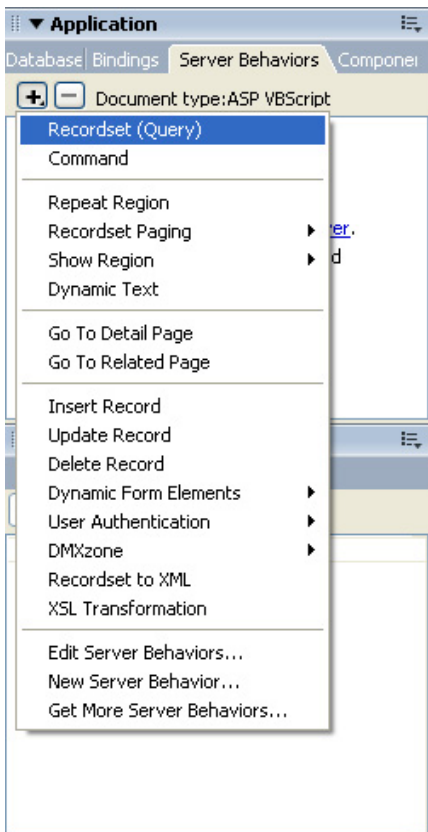 Application
Database Bindings Server Behaviors Componer
Document type:ASP VBScript
Recordset (Query)
Command
Repeat Region
Recordset Paging
er.
Show Region
d
Dynamic Text
Go To Detail Page
Go To Related Page
Insert Record
Update Record
Delete Record
Dynamic Form Elements
User Authentication
DMXzone
Recordset to XML
XSL Transformation
Edit Server Behaviors...
New Server Behavior...
Get More Server Behaviors...